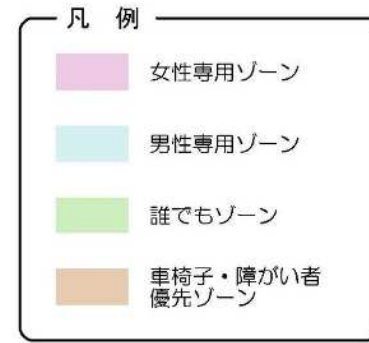 凡 例
女性専用ゾーン
男性専用ゾーン
誰でもゾーン
車椅子・障がい者
優先ゾーン